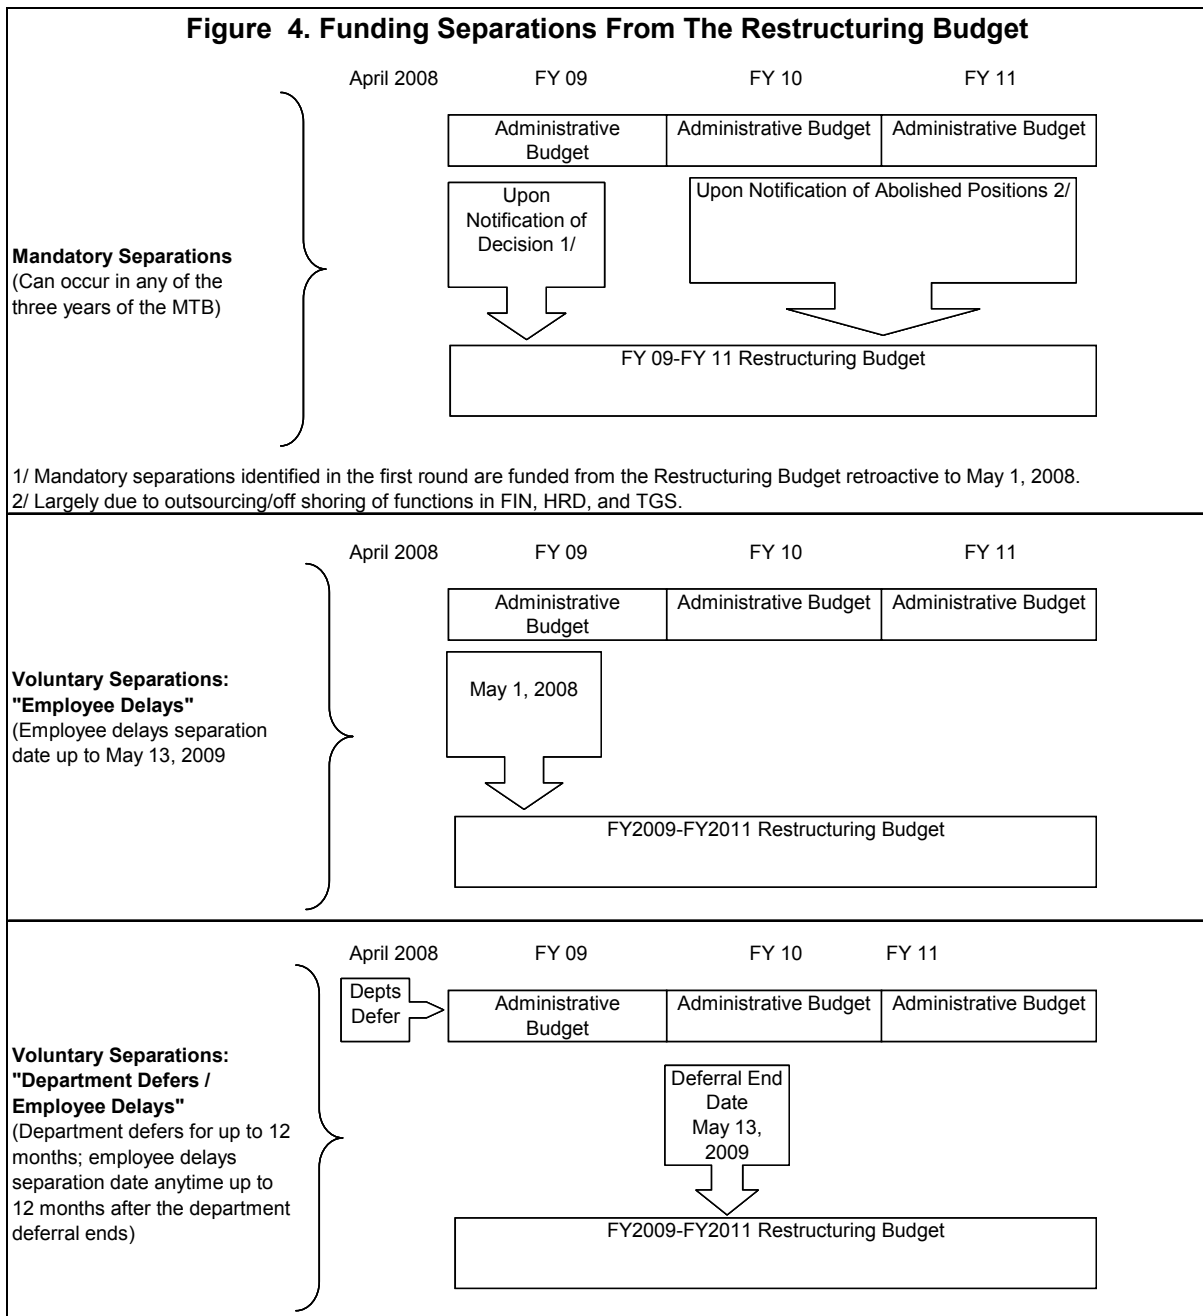 Figure 4. Funding Separations From The Restructuring Budget
April 2008 FY 09 FY 10 FY 11
Administrative
Budget
Administrative Budget
Administrative Budget
Upon
Notification of
Decision 1/
Upon Notification of Abolished Positions 2/
Mandatory Separations
(Can occur in any of the
three years of the MTB)
FY 09-FY 11 Restructuring Budget
1/ Mandatory separations identified in the first round are funded from the Restructuring Budget retroactive to May 1, 2008.
2/ Largely due to outsourcing/off shoring of functions in FIN, HRD, and TGS.
April 2008 FY 09 FY 10 FY 11
Administrative
Budget
Administrative Budget
Administrative Budget
May 1, 2008
Voluntary Separations:
"Employee Delays"
(Employee delays separation
date up to May 13, 2009
FY2009-FY2011 Restructuring Budget
April 2008 FY 09 FY 10 FY 11
Depts
Defer
Administrative
Budget
Administrative Budget
Administrative Budget
Deferral End
Date
May 13,
2009
Voluntary Separations:
"Department Defers /
Employee Delays"
(Department defers for up to 12
months; employee delays
separation date anytime up to
12 months after the department
deferral ends)
FY2009-FY2011 Restructuring Budget